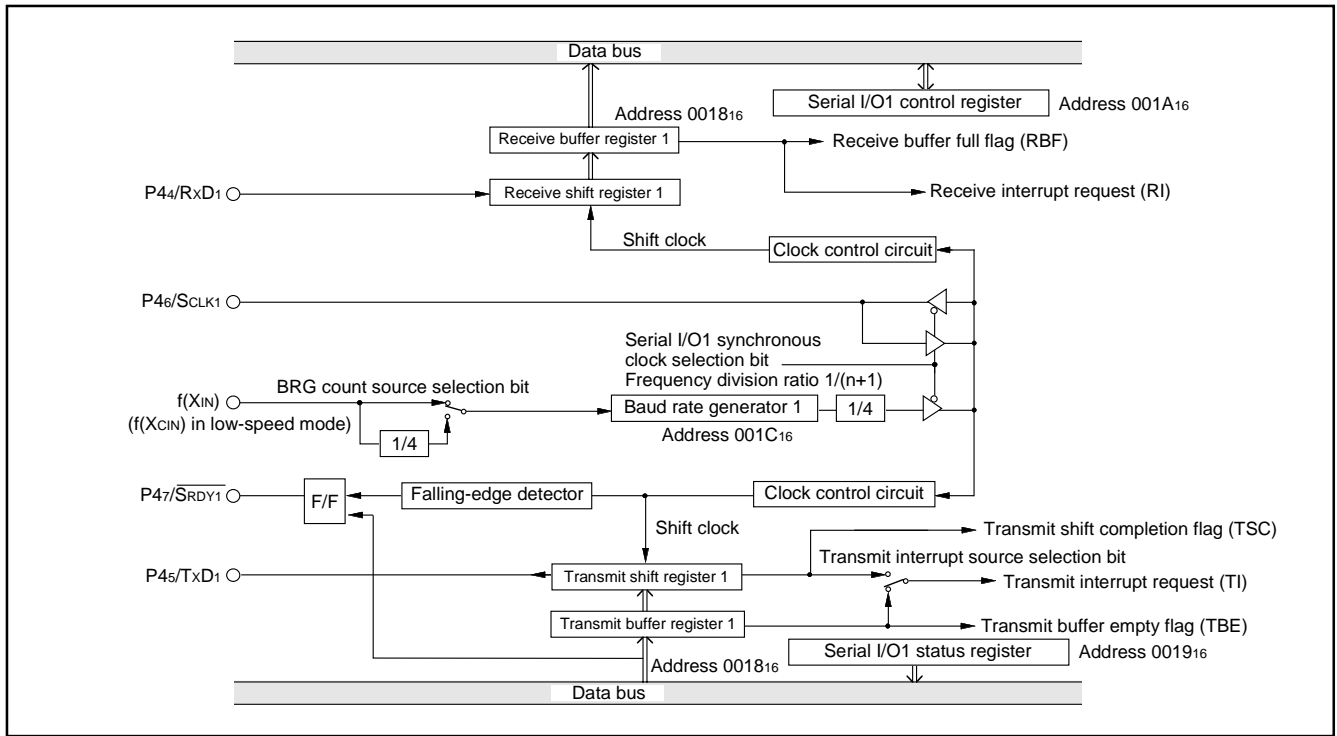 Data bus
Serial I/O1 control register Address 001A16
Address 001816
Receive buffer register 1 Receive buffer full flag (RBF)
P44/RXD1 Receive shift register 1 Receive interrupt request (RI)
Shift clock Clock control circuit
P46/SCLK1
Serial I/O1 synchronous
clock selection bit
BRG count source selection bit Frequency division ratio 1/(n+1)
f(XIN) Baud rate generator 1 1/4
(f(XCIN) in low-speed mode) 1/4 Address 001C16
P47/SRDY1 F/F Falling-edge detector Clock control circuit
Shift clock Transmit shift completion flag (TSC)
Transmit interrupt source selection bit
P45/TXD1 Transmit shift register 1 Transmit interrupt request (TI)
Transmit buffer register 1 Transmit buffer empty flag (TBE)
Address 001816 Serial I/O1 status register Address 001916
Data bus